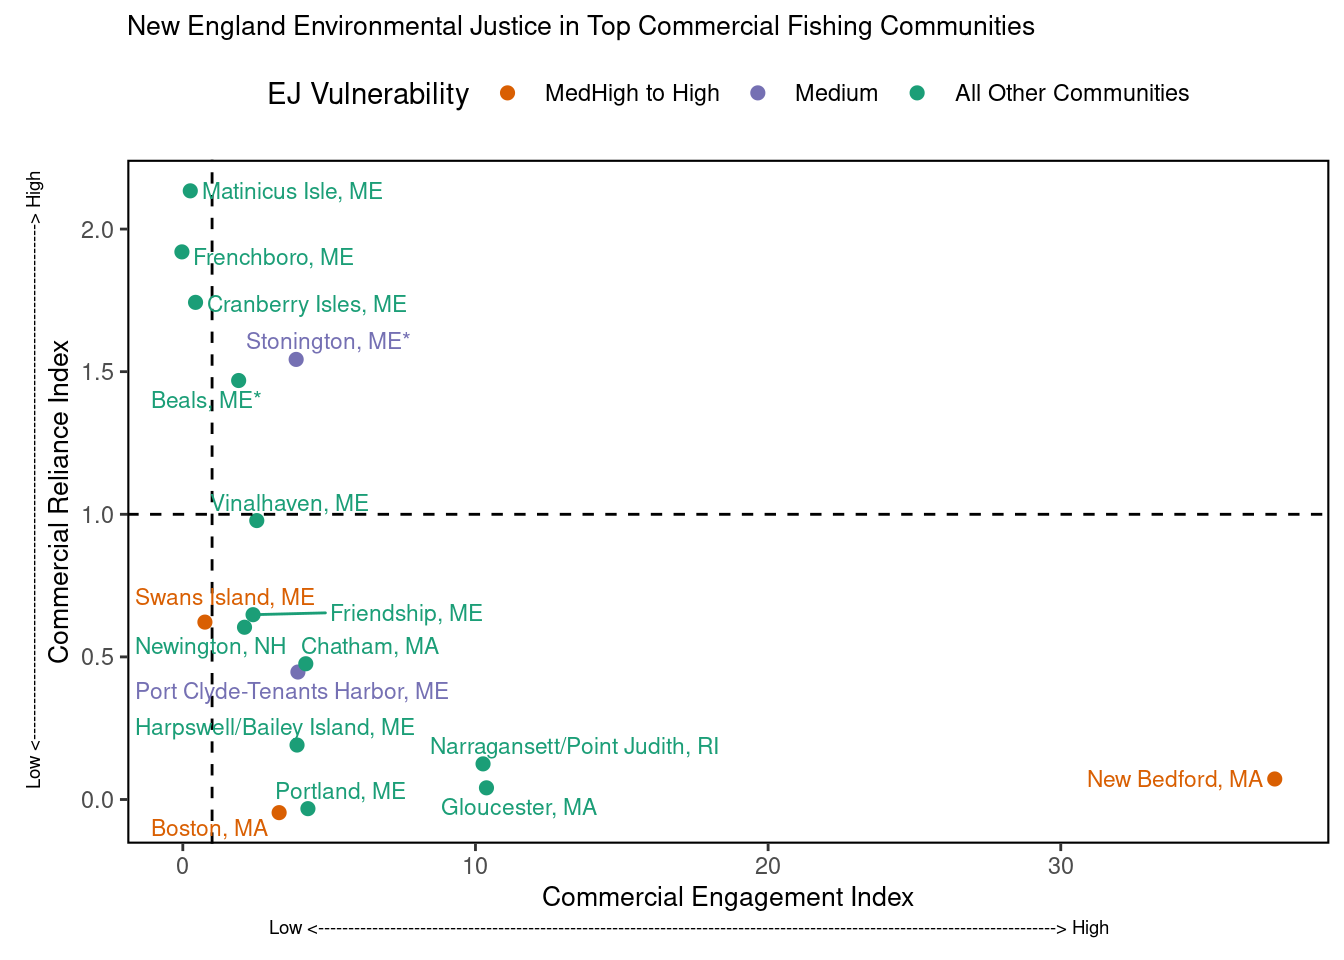 New England Environmental Justice in Top Commercial Fishing Communities
EJ Vulnerability MedHigh to High Medium All Other Communities
Low <----------------------------------------------------------------------------------------------> High
Commercial Reliance Index
2.0
1.5
1.0
0.5
0.0
Matinicus Isle, ME
Frenchboro, ME
Cranberry Isles, ME
Stonington, ME*
Beals, ME*
Vinalhaven, ME
Swans Island, ME
Friendship, ME
Newington, NH
Chatham, MA
Port Clyde-Tenants Harbor, ME
Harpswell/Bailey Island, ME
Narragansett/Point Judith, RI
New Bedford, MA
Portland, ME
Gloucester, MA
Boston, MA
0 10 20 30
Commercial Engagement Index
Low <----------------------------------------------------------------------------------------------------------------------------> High